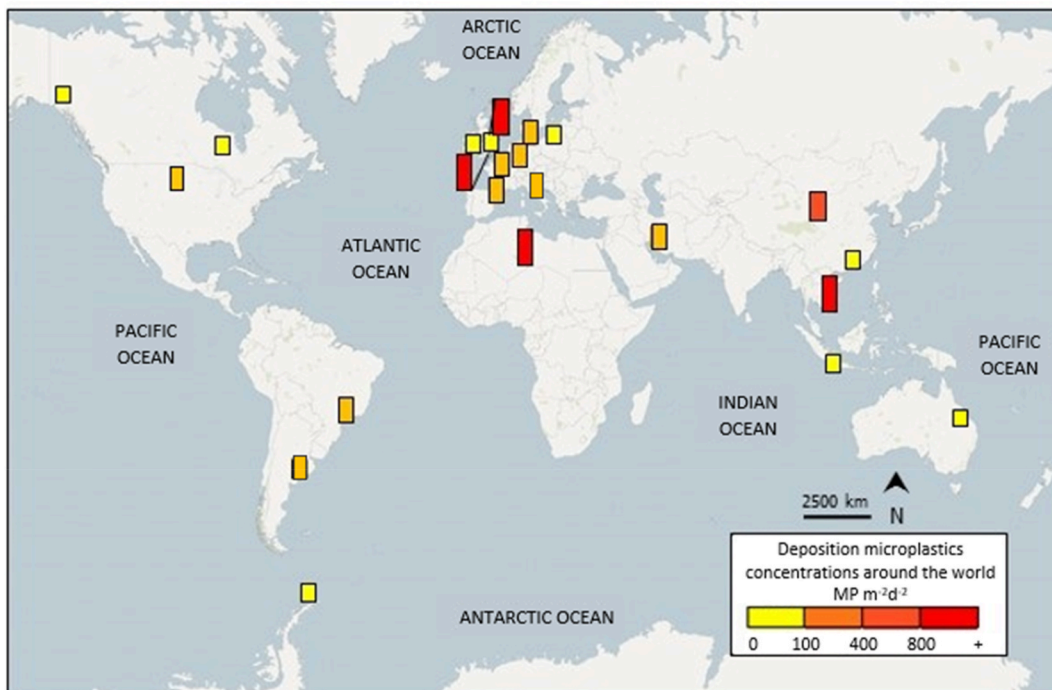 ARCTIC
OCEAN
ATLANTIC
OCEAN
PACIFIC
OCEAN
PACIFIC
OCEAN
INDIAN
OCEAN
2500 km
N
Deposition microplastics
concentrations around the world
MP m⁻²d⁻²
0 100 400 800 +
ANTARCTIC OCEAN